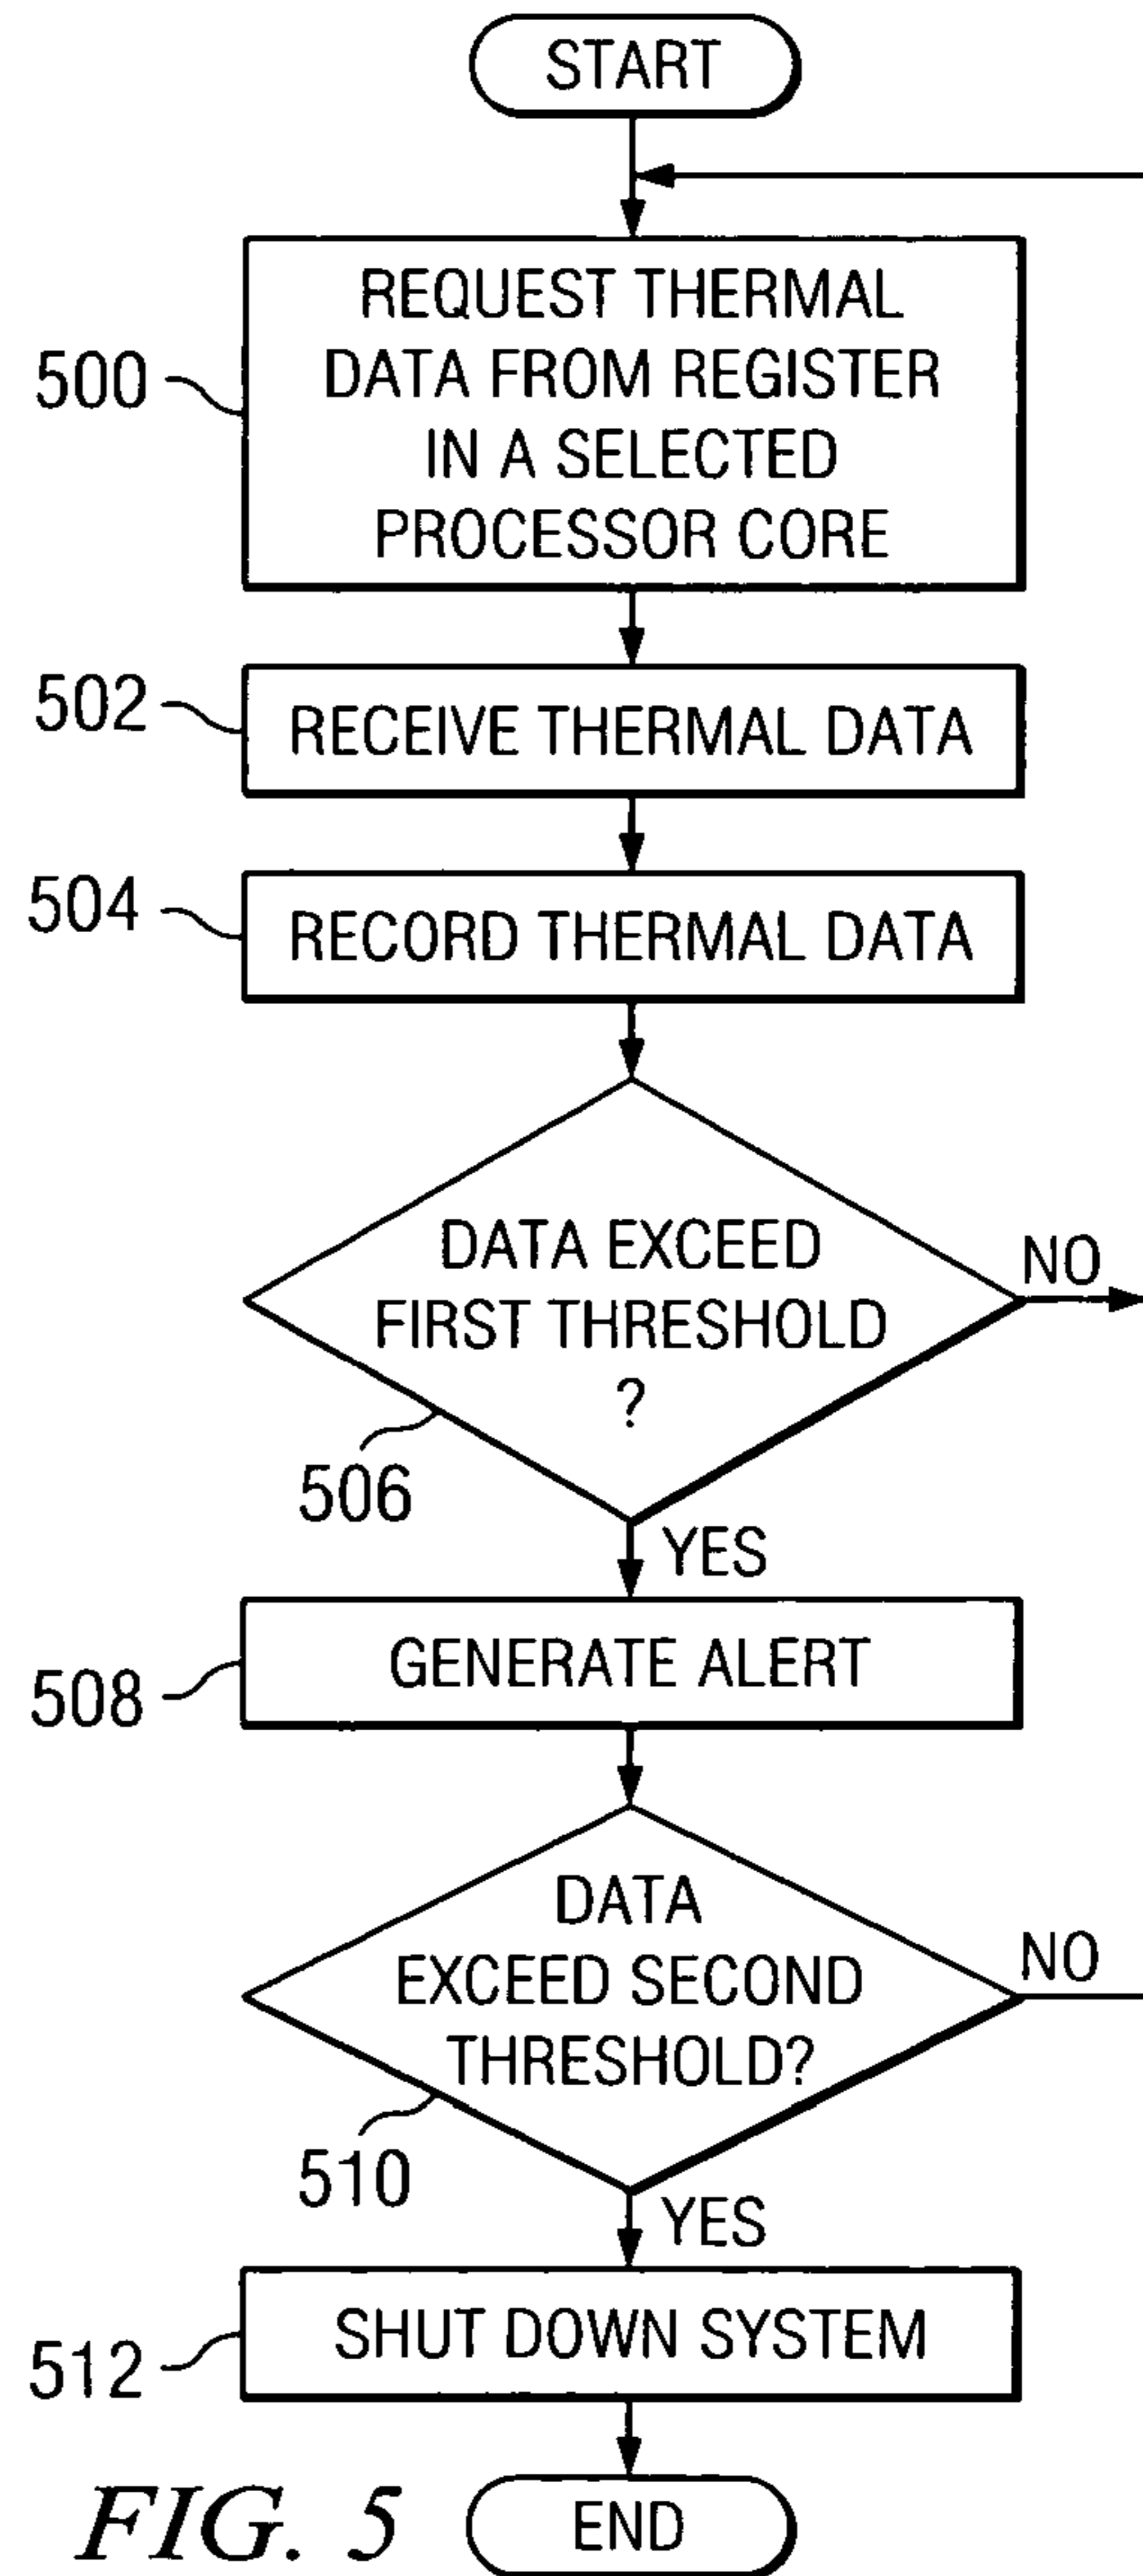 START
REQUEST THERMAL
DATA FROM REGISTER
IN A SELECTED
PROCESSOR CORE
500
RECEIVE THERMAL DATA
502
RECORD THERMAL DATA
504
DATA EXCEED
FIRST THRESHOLD
?
NO
506
YES
GENERATE ALERT
508
DATA
EXCEED SECOND
THRESHOLD?
NO
510
YES
SHUT DOWN SYSTEM
512
END
FIG. 5